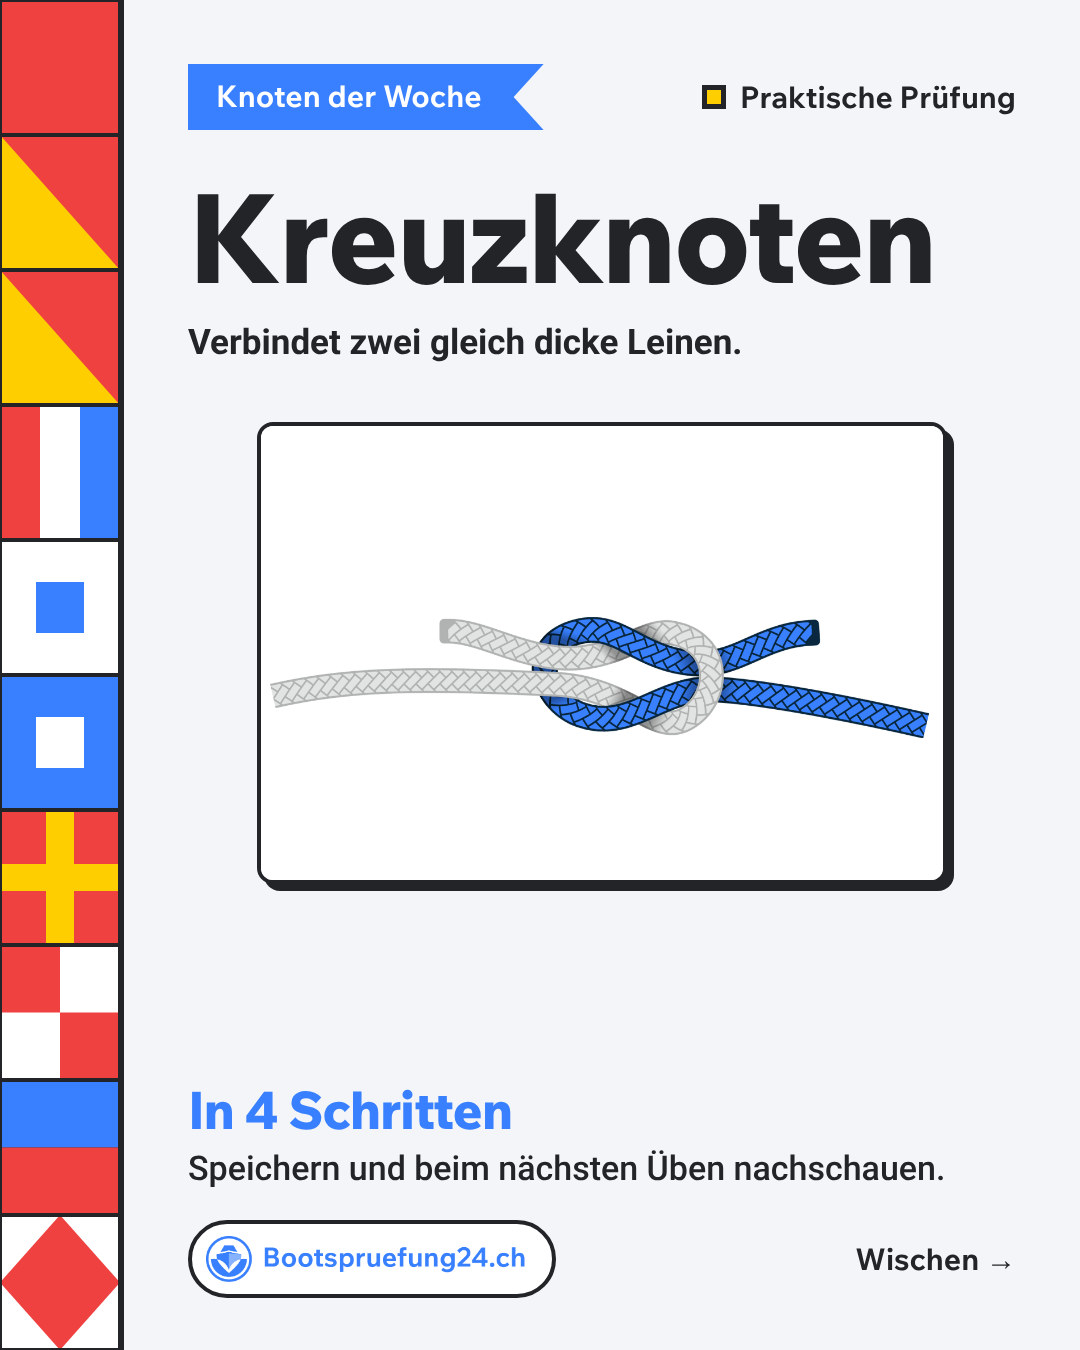 Knoten der Woche
Praktische Prüfung
Kreuzknoten
Verbindet zwei gleich dicke Leinen.
In 4 Schritten
Speichern und beim nächsten Üben nachschauen.
Bootspruefung24.ch
Wischen →